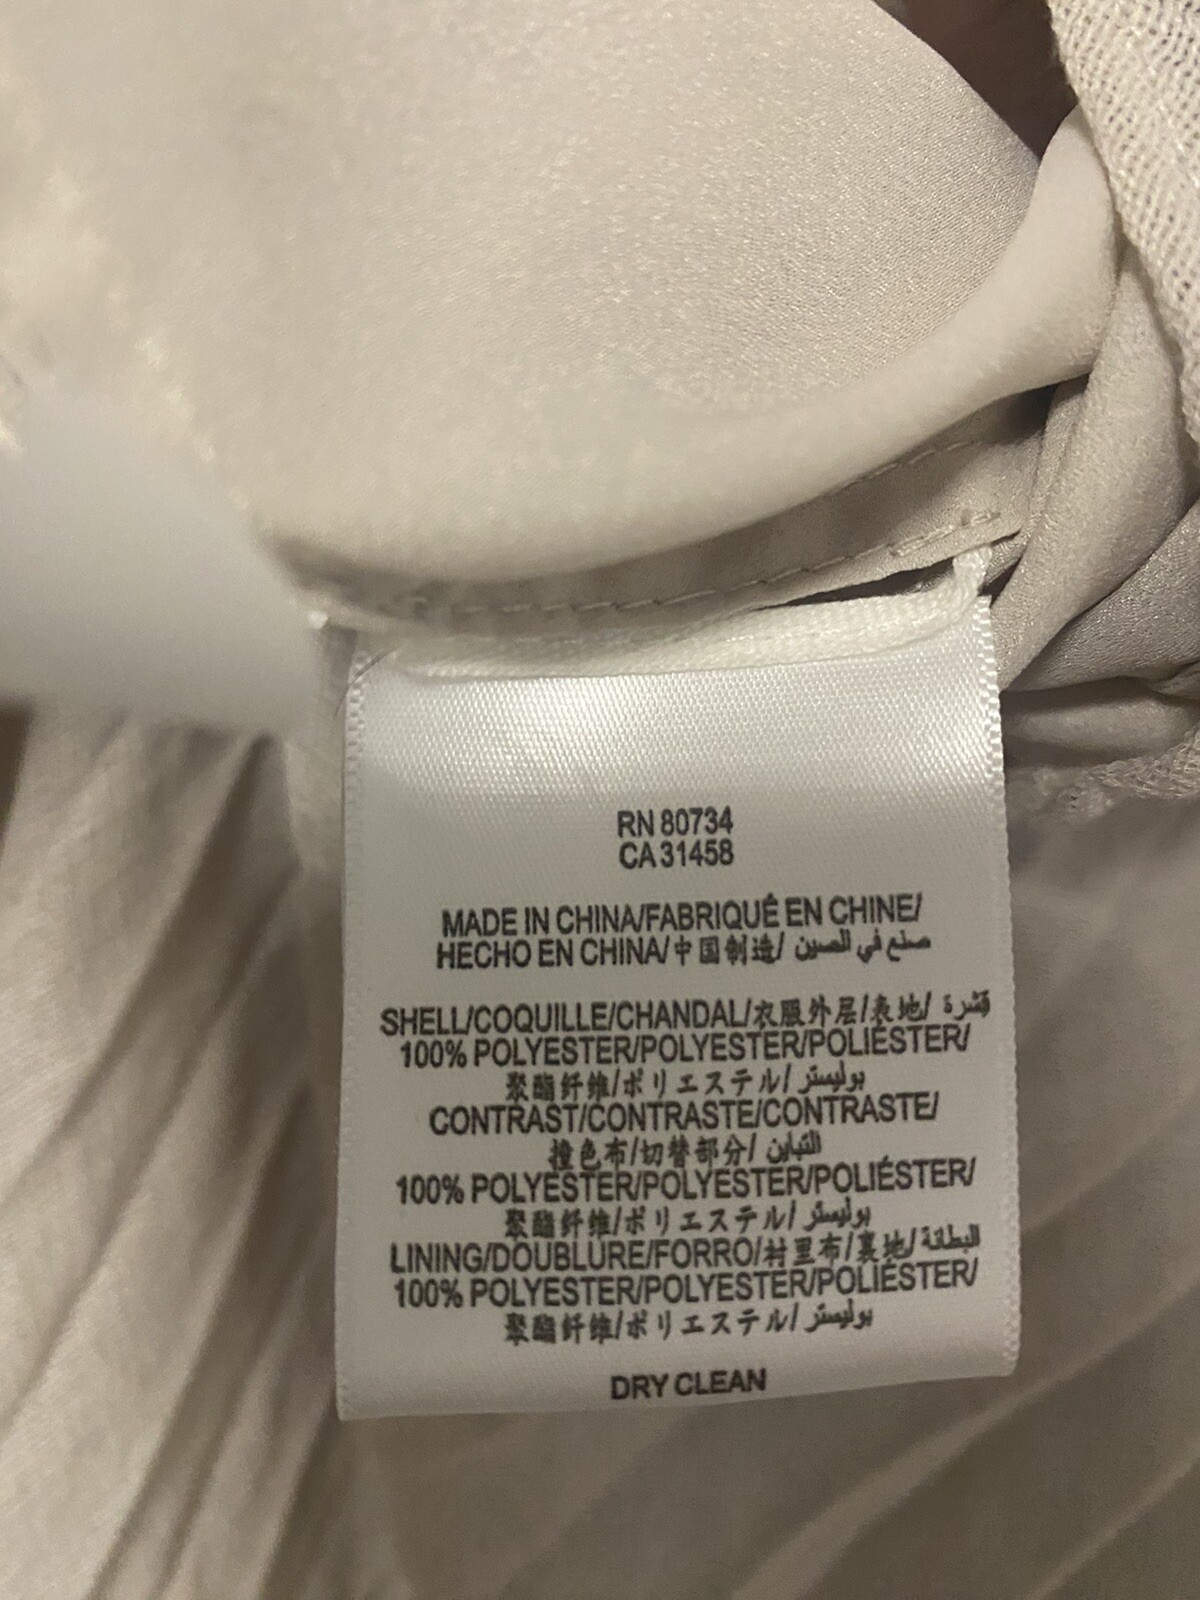 RN 80734
CA 31458
MADE IN CHINA/FABRIQUÉ EN CHINE/
HECHO EN CHINA/中国制造/ صنع في الصين
SHELL/COQUILLE/CHANDAL/衣服外层/表地/ قشرة
100% POLYESTER/POLYESTER/POLIÉSTER/
聚酯纤维/ポリエステル/ بوليستر
CONTRAST/CONTRASTE/CONTRASTE/
撞色布/切替部分/ التباين
100% POLYESTER/POLYESTER/POLIÉSTER/
聚酯纤维/ポリエステル/ بوليستر
LINING/DOUBLURE/FORRO/衬里布/裏地/ البطانة
100% POLYESTER/POLYESTER/POLIÉSTER/
聚酯纤维/ポリエステル/ بوليستر
DRY CLEAN